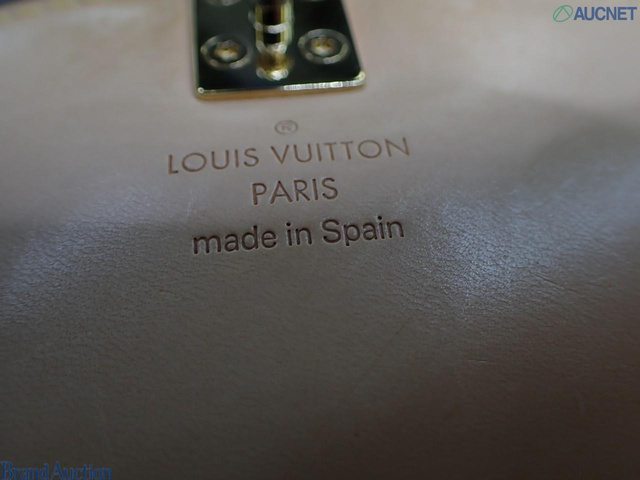 AUCNET
®
LOUIS VUITTON
PARIS
made in Spain
Brand Auction